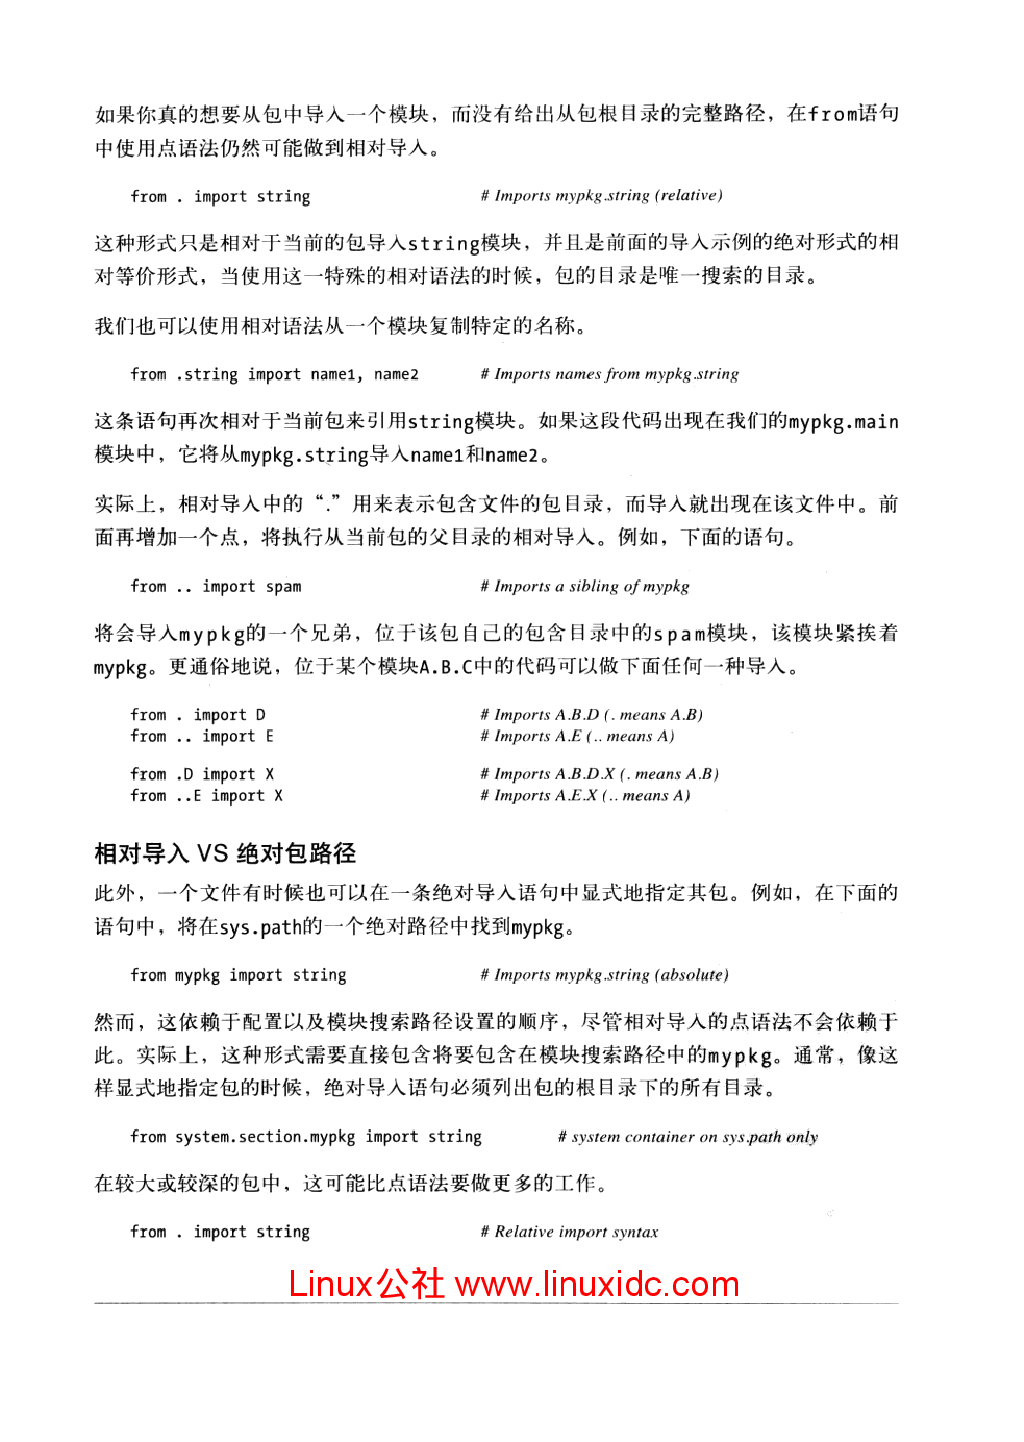 如果你真的想要从包中导入一个模块，而没有给出从包根目录的完整路径，在from语句
中使用点语法仍然可能做到相对导入。
from . import string # Imports mypkg.string (relative)
这种形式只是相对于当前的包导入string模块，并且是前面的导入示例的绝对形式的相
对等价形式，当使用这一特殊的相对语法的时候，包的目录是唯一搜索的目录。
我们也可以使用相对语法从一个模块复制特定的名称。
from .string import name1, name2 # Imports names from mypkg.string
这条语句再次相对于当前包来引用string模块。如果这段代码出现在我们的mypkg.main
模块中，它将从mypkg.string导入name1和name2。
实际上，相对导入中的“.”用来表示包含文件的包目录，而导入就出现在该文件中。前
面再增加一个点，将执行从当前包的父目录的相对导入。例如，下面的语句。
from .. import spam # Imports a sibling of mypkg
将会导入mypkg的一个兄弟，位于该包自己的包含目录中的spam模块，该模块紧挨着
mypkg。更通俗地说，位于某个模块A.B.C中的代码可以做下面任何一种导入。
from . import D # Imports A.B.D (. means A.B)
from .. import E # Imports A.E (.. means A)
from .D import X # Imports A.B.D.X (. means A.B)
from ..E import X # Imports A.E.X (.. means A)
相对导入 VS 绝对包路径
此外，一个文件有时候也可以在一条绝对导入语句中显式地指定其包。例如，在下面的
语句中，将在sys.path的一个绝对路径中找到mypkg。
from mypkg import string # Imports mypkg.string (absolute)
然而，这依赖于配置以及模块搜索路径设置的顺序，尽管相对导入的点语法不会依赖于
此。实际上，这种形式需要直接包含将要包含在模块搜索路径中的mypkg。通常，像这
样显式地指定包的时候，绝对导入语句必须列出包的根目录下的所有目录。
from system.section.mypkg import string # system container on sys.path only
在较大或较深的包中，这可能比点语法要做更多的工作。
from . import string # Relative import syntax
Linux公社 www.linuxidc.com